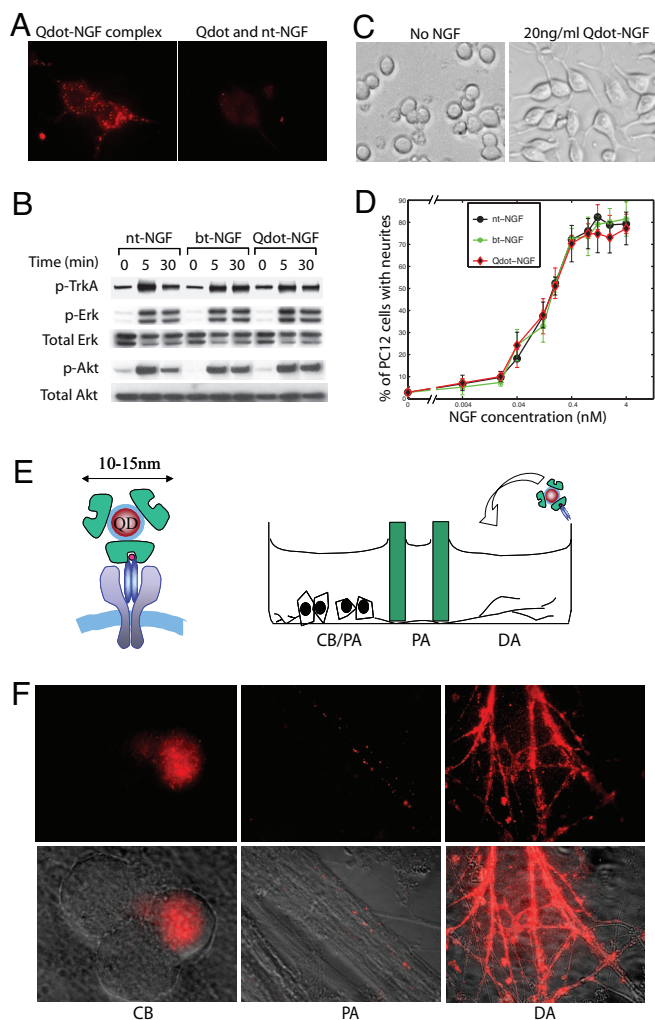 A
Qdot-NGF complex
Qdot and nt-NGF
C
No NGF
20ng/ml Qdot-NGF
B
nt-NGF bt-NGF Qdot-NGF
Time (min) 0 5 30 0 5 30 0 5 30
p-TrkA
p-Erk
Total Erk
p-Akt
Total Akt
D
% of PC12 cells with neurites
90
80
70
60
50
40
30
20
10
0
nt-NGF
bt-NGF
Qdot-NGF
0 0.004 0.04 0.4 4
NGF concentration (nM)
E
10-15nm
QD
CB/PA PA DA
F
CB PA DA